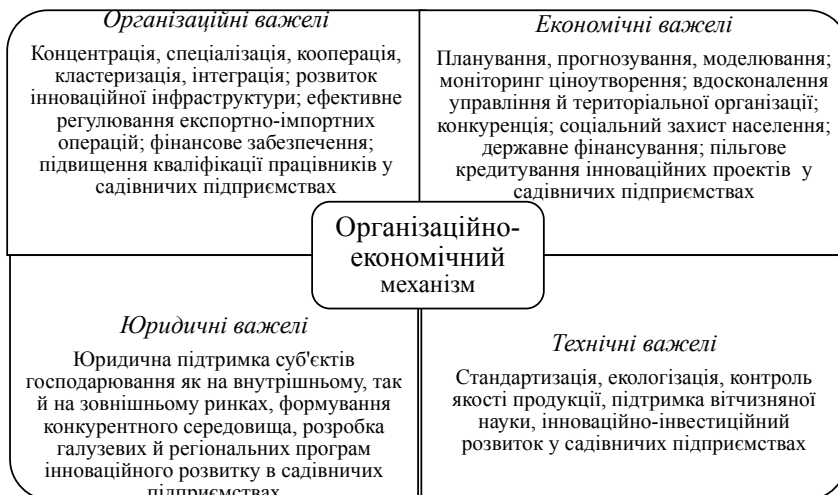 Організаційні важелі
Концентрація, спеціалізація, кооперація,
кластеризація, інтеграція; розвиток
інноваційної інфраструктури; ефективне
регулювання експортно-імпортних
операцій; фінансове забезпечення;
підвищення кваліфікації працівників у
садівничих підприємствах
Економічні важелі
Планування, прогнозування, моделювання;
моніторинг ціноутворення; вдосконалення
управління й територіальної організації;
конкуренція; соціальний захист населення;
державне фінансування; пільгове
кредитування інноваційних проектів у
садівничих підприємствах
Організаційно-
економічний
механізм
Юридичні важелі
Юридична підтримка суб'єктів
господарювання як на внутрішньому, так
й на зовнішньому ринках, формування
конкурентного середовища, розробка
галузевих й регіональних програм
інноваційного розвитку в садівничих
підприємствах
Технічні важелі
Стандартизація, екологізація, контроль
якості продукції, підтримка вітчизняної
науки, інноваційно-інвестиційний
розвиток у садівничих підприємствах